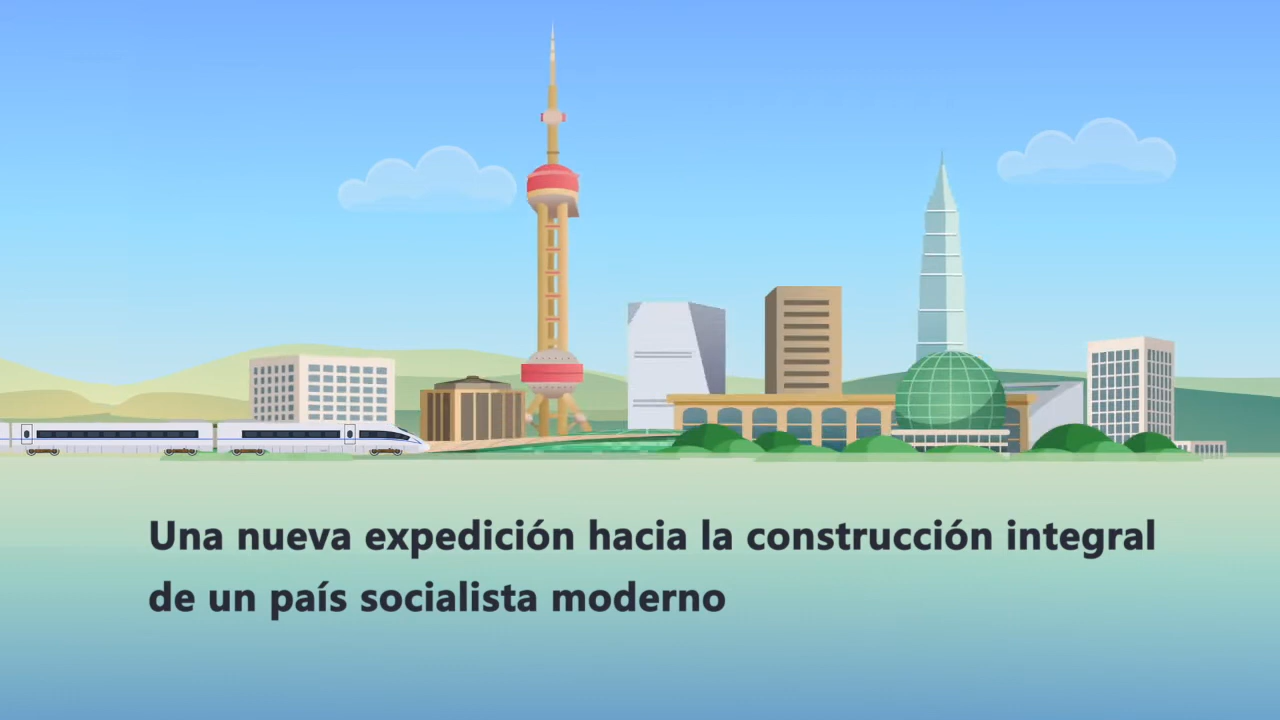 Una nueva expedición hacia la construcción integral
de un país socialista moderno